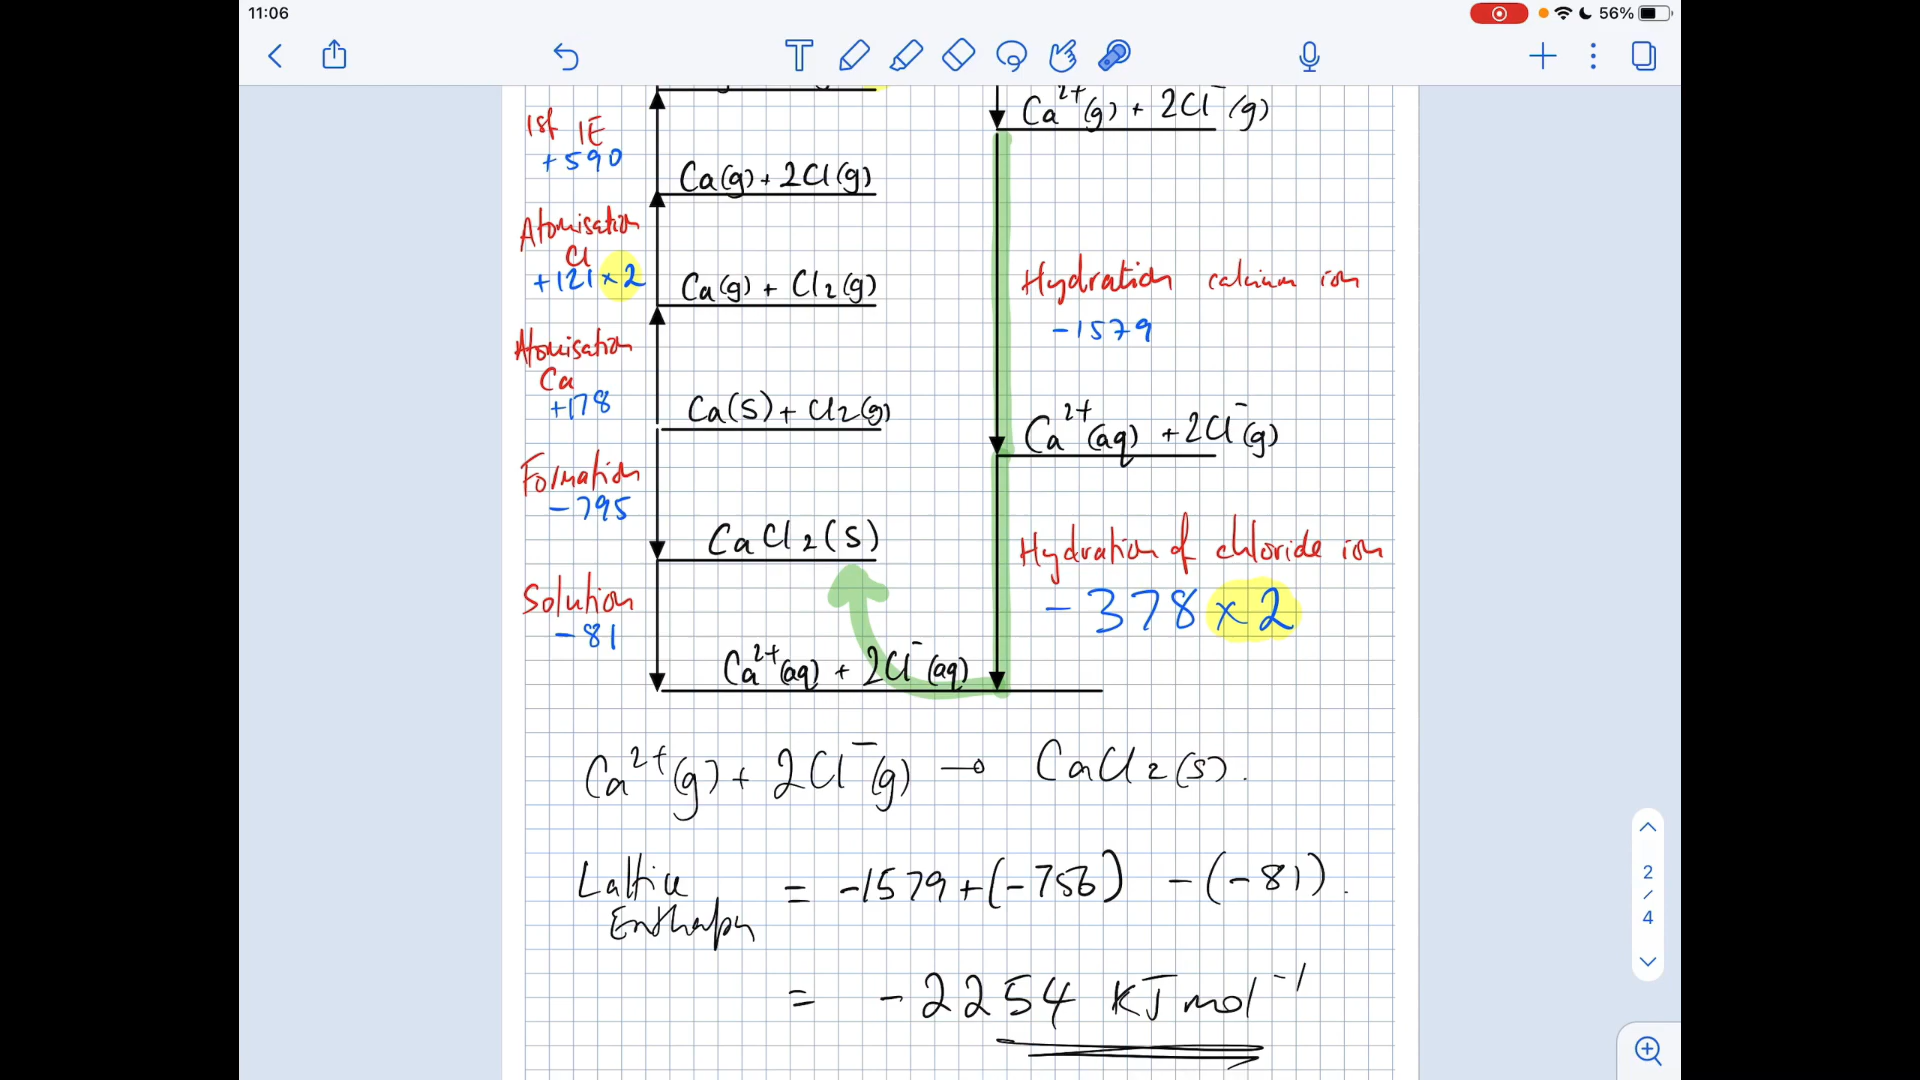 11:06
56%
T
1st IE
+590
Ca²⁺(g) + 2Cl⁻(g)
Ca(g) + 2Cl(g)
Atomisation
Cl
+121 × 2
Ca(g) + Cl₂(g)
Hydration calcium ion
-1579
Atomisation
Ca
+178
Ca(s) + Cl₂(g)
Ca²⁺(aq) + 2Cl⁻(g)
Formation
-795
CaCl₂(s)
Hydration of chloride ion
-378 × 2
Solution
-81
Ca²⁺(aq) + 2Cl⁻(aq)
Ca²⁺(g) + 2Cl⁻(g) → CaCl₂(s).
Lattice
Enthalpy
= -1579 + (-756) - (-81).
= -2254 kJ mol⁻¹
2
/
4